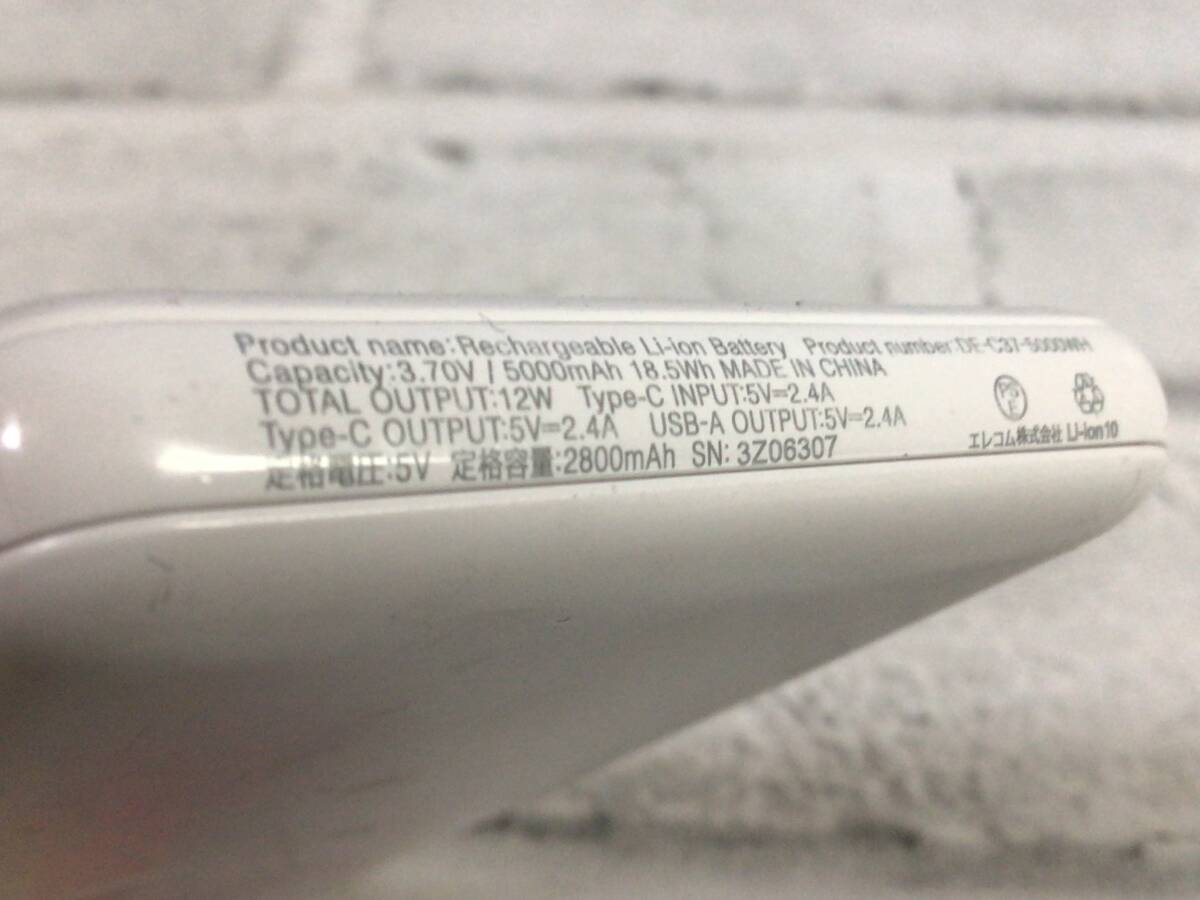 Product name:Rechargeable Li-ion Battery Product number:DE-C37-5000WH
Capacity:3.70V / 5000mAh 18.5Wh MADE IN CHINA
TOTAL OUTPUT:12W Type-C INPUT:5V=2.4A
Type-C OUTPUT:5V=2.4A USB-A OUTPUT:5V=2.4A
定格電圧:5V 定格容量:2800mAh SN: 3Z06307
PSE
エレコム株式会社 Li-ion10